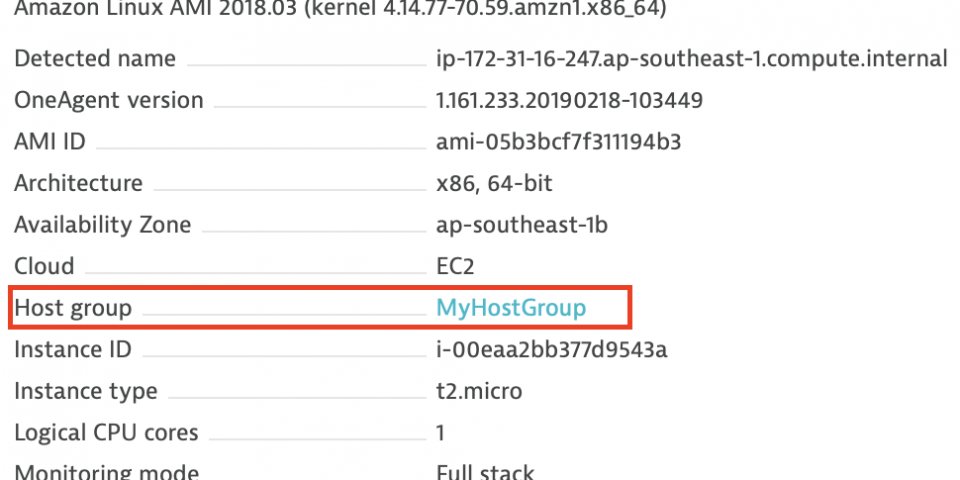 Amazon Linux AMI 2018.03 (kernel 4.14.77-70.59.amzn1.x86_64)
Detected name ip-172-31-16-247.ap-southeast-1.compute.internal
OneAgent version 1.161.233.20190218-103449
AMI ID ami-05b3bcf7f311194b3
Architecture x86, 64-bit
Availability Zone ap-southeast-1b
Cloud EC2
Host group MyHostGroup
Instance ID i-00eaa2bb377d9543a
Instance type t2.micro
Logical CPU cores 1
Monitoring mode Full stack